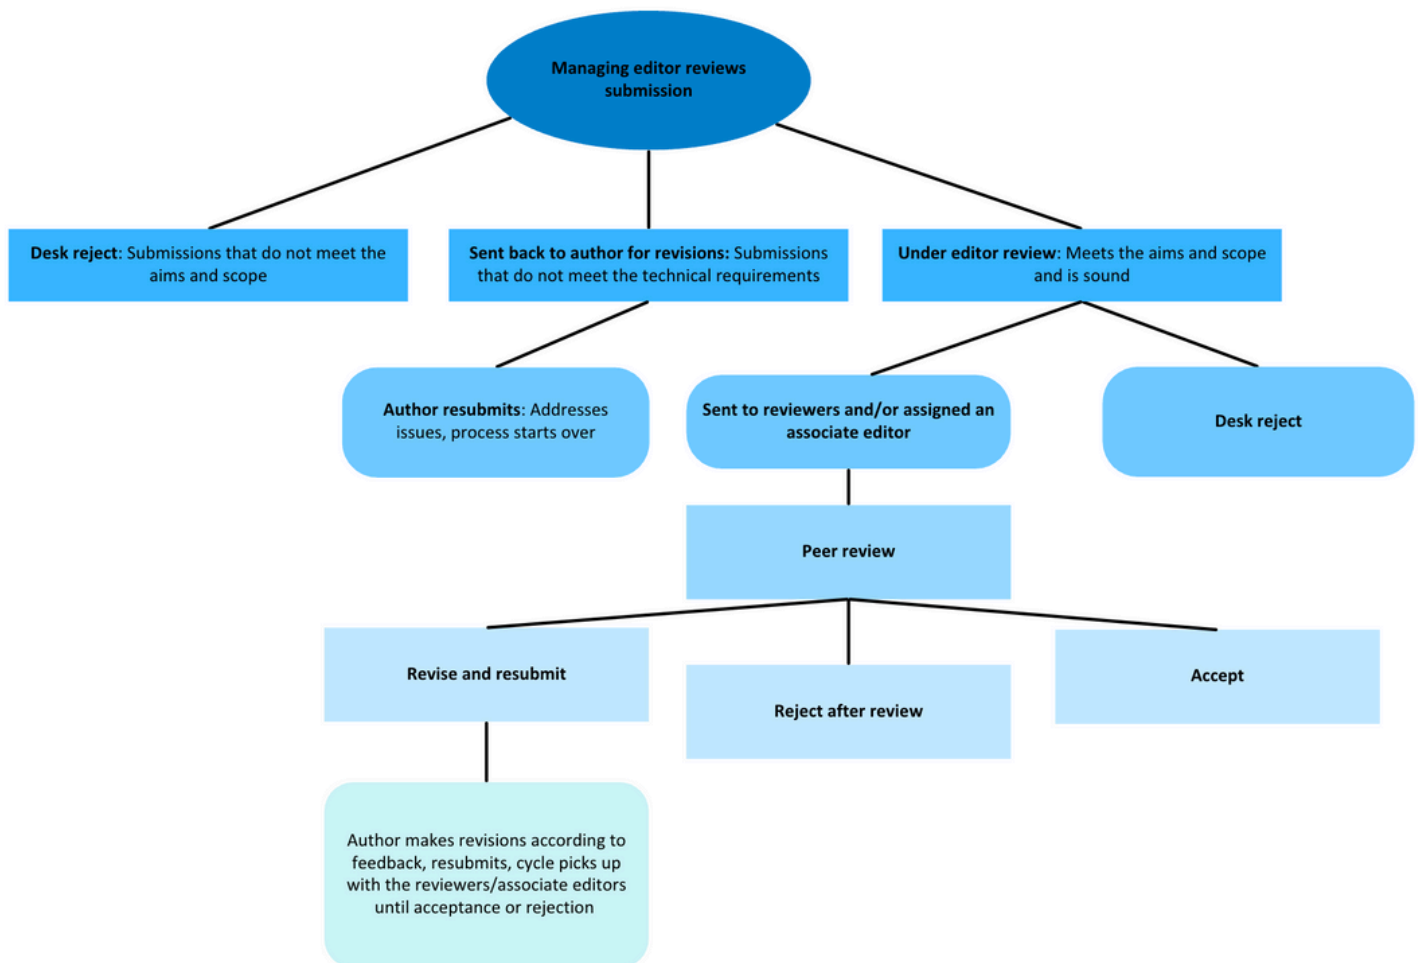 Managing editor reviews
submission
Desk reject: Submissions that do not meet the
aims and scope
Sent back to author for revisions: Submissions
that do not meet the technical requirements
Under editor review: Meets the aims and scope
and is sound
Author resubmits: Addresses
issues, process starts over
Sent to reviewers and/or assigned an
associate editor
Desk reject
Peer review
Revise and resubmit
Reject after review
Accept
Author makes revisions according to
feedback, resubmits, cycle picks up
with the reviewers/associate editors
until acceptance or rejection